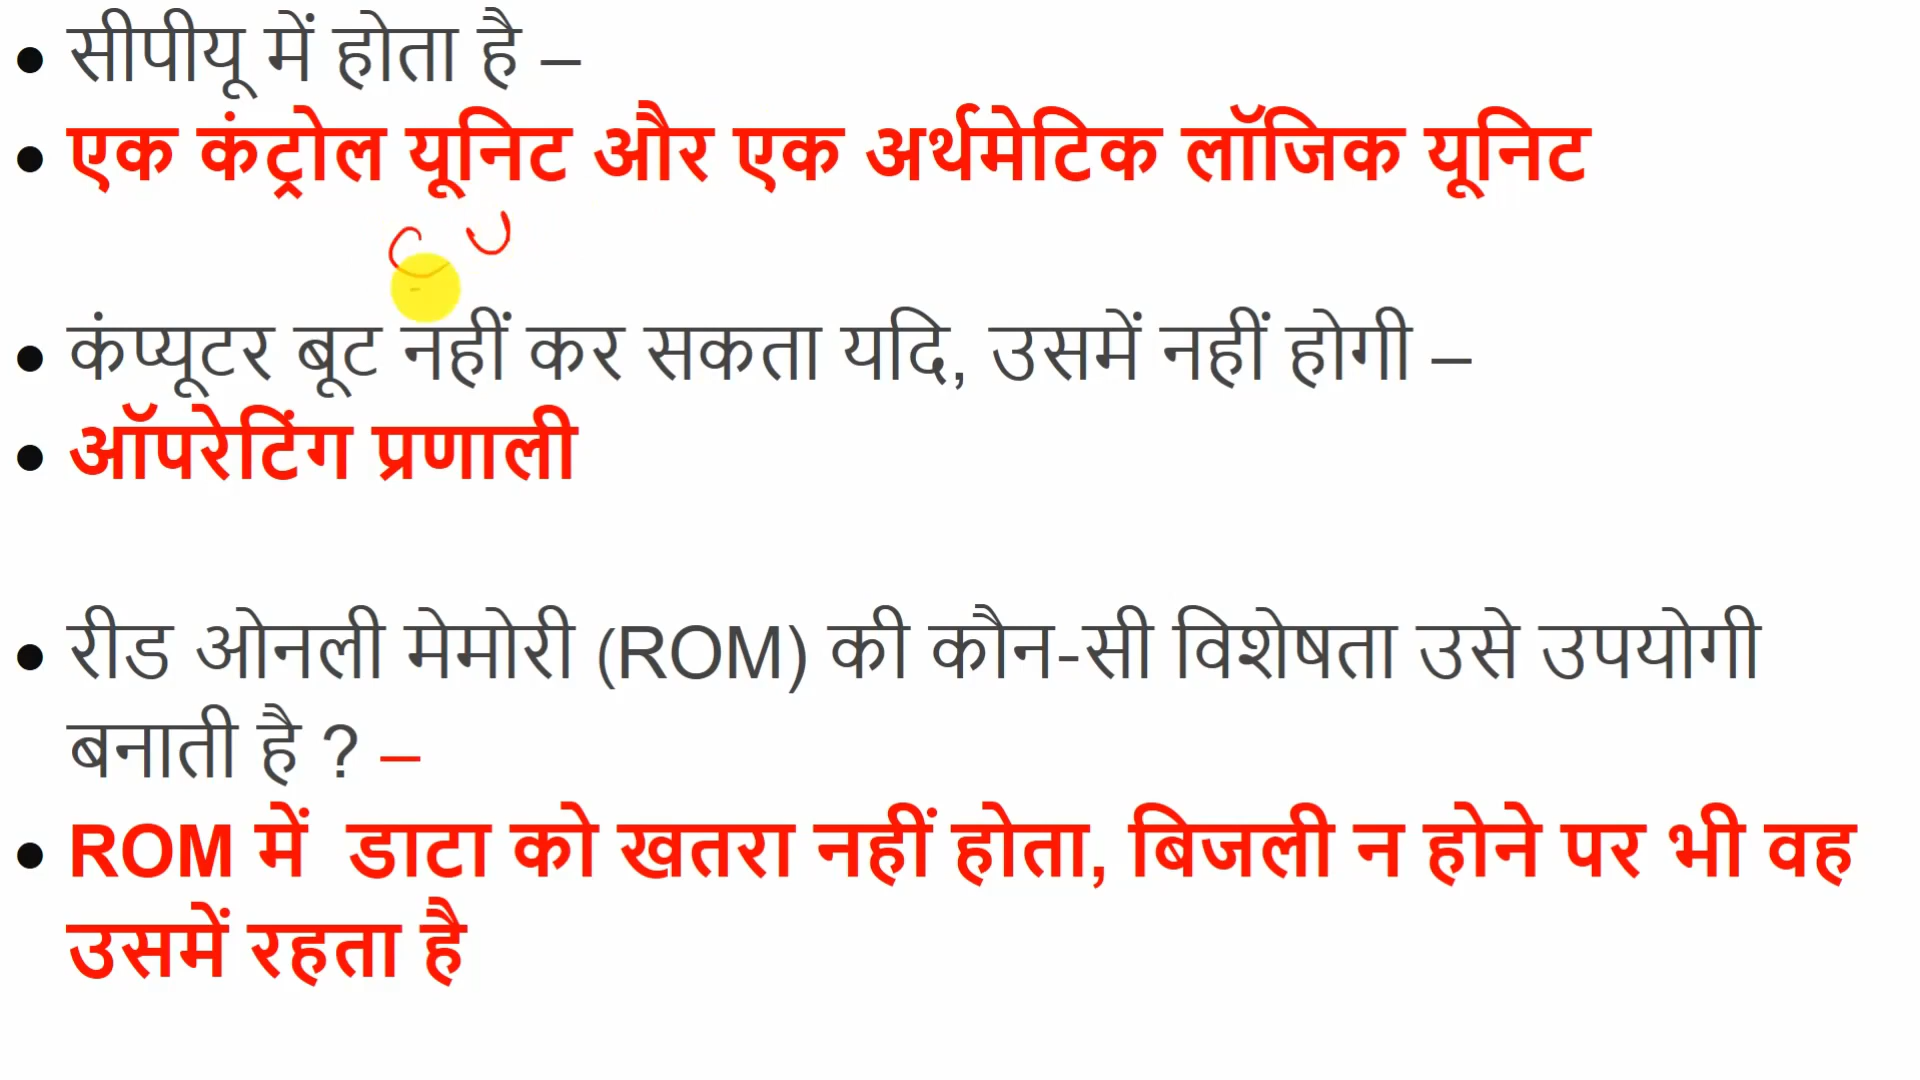 • सीपीयू में होता है –
• एक कंट्रोल यूनिट और एक अर्थमेटिक लॉजिक यूनिट
C U
• कंप्यूटर बूट नहीं कर सकता यदि, उसमें नहीं होगी –
• ऑपरेटिंग प्रणाली
• रीड ओनली मेमोरी (ROM) की कौन-सी विशेषता उसे उपयोगी
बनाती है ? –
• ROM में डाटा को खतरा नहीं होता, बिजली न होने पर भी वह
उसमें रहता है